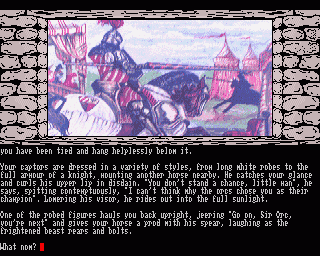 you have been tied and hang helplessly below it.
Your captors are dressed in a variety of styles, from long white robes to the
full armour of a knight, mounting another horse nearby. He catches your glance
and curls his upper lip in disdain. "You don't stand a chance, little man", he
says, spitting contemptuously, "I can't think why the orcs chose you as their
champion". Lowering his visor, he rides out into the full sunlight.
One of the robed figures hauls you back upright, jeering "Go on, Sir Orc,
you're next" and gives your horse a prod with his spear, laughing as the
frightened beast rears and bolts.
What now?